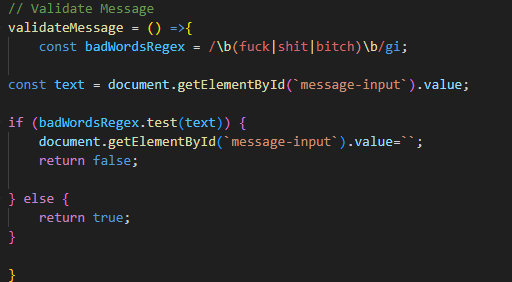 // Validate Message
validateMessage = () =>{
    const badWordsRegex = /\b(fuck|shit|bitch)\b/gi;

const text = document.getElementById(`message-input`).value;

if (badWordsRegex.test(text)) {
    document.getElementById(`message-input`).value=``;
    return false;

} else {
    return true;
}

}